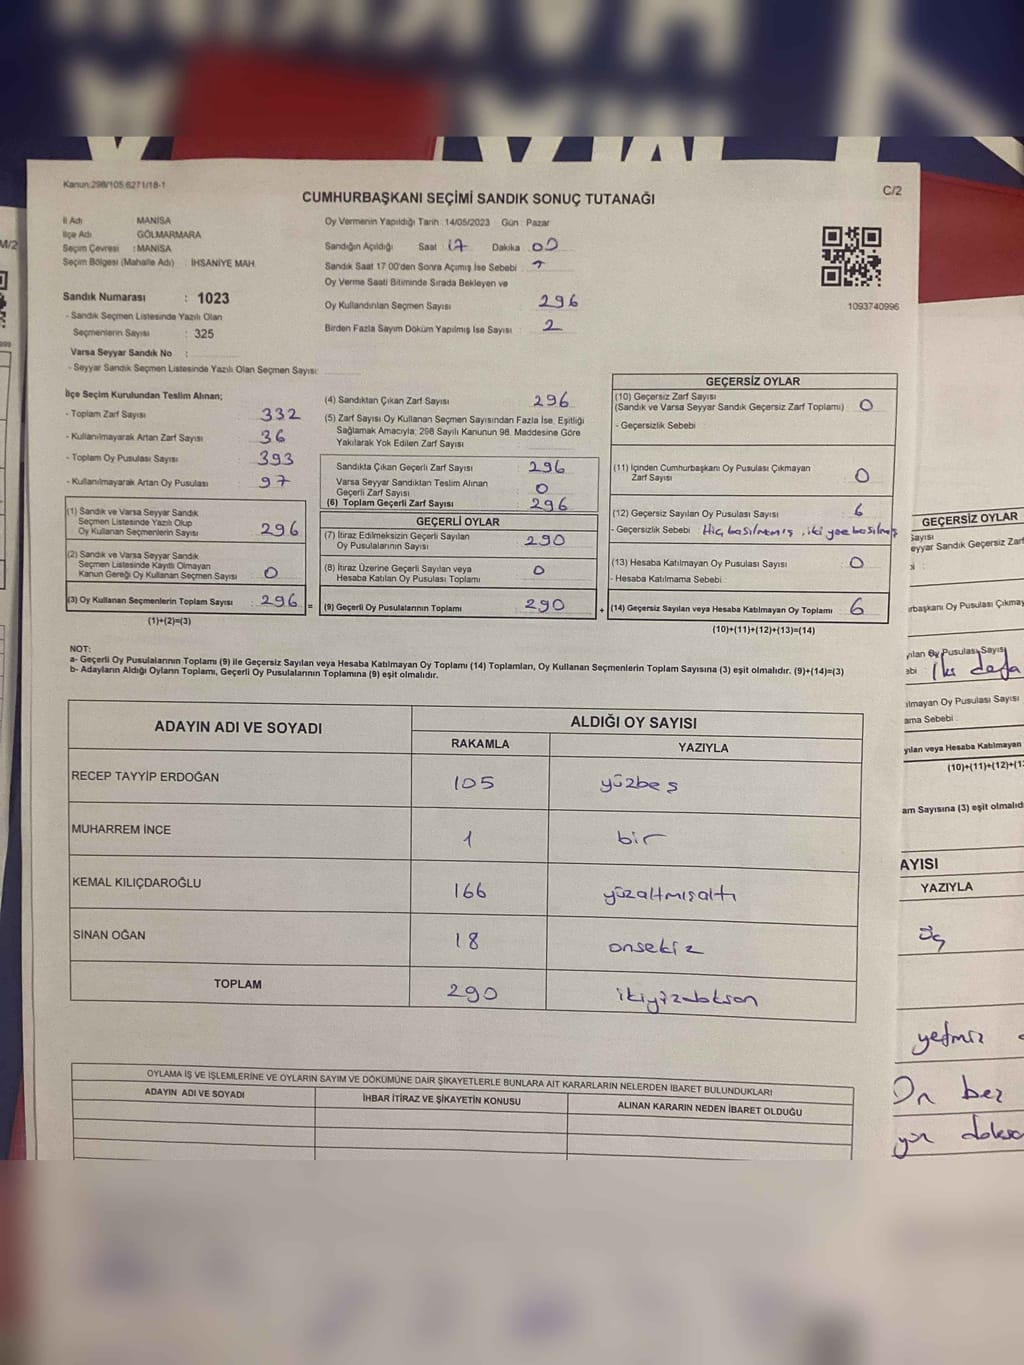 Kanun:298/105,6271/18-1
C/2
CUMHURBAŞKANI SEÇİMİ SANDIK SONUÇ TUTANAĞI
İl Adı MANİSA
İlçe Adı GÖLMARMARA
Seçim Çevresi : MANİSA
Seçim Bölgesi (Mahalle Adı) : İHSANİYE MAH.
Sandık Numarası : 1023
- Sandık Seçmen Listesinde Yazılı Olan
Seçmenlerin Sayısı : 325
Varsa Seyyar Sandık No :
- Seyyar Sandık Seçmen Listesinde Yazılı Olan Seçmen Sayısı:
Oy Vermenin Yapıldığı Tarih : 14/05/2023 Gün : Pazar
Sandığın Açıldığı Saat 17 Dakika 00
Sandık Saat 17:00'den Sonra Açılmış İse Sebebi :
Oy Verme Saati Bitiminde Sırada Bekleyen ve
Oy Kullandırılan Seçmen Sayısı 296
Birden Fazla Sayım Döküm Yapılmış İse Sayısı : 2
1093740996
İlçe Seçim Kurulundan Teslim Alınan;
- Toplam Zarf Sayısı 332
- Kullanılmayarak Artan Zarf Sayısı 36
- Toplam Oy Pusulası Sayısı 393
- Kullanılmayarak Artan Oy Pusulası 97
(1) Sandık ve Varsa Seyyar Sandık
Seçmen Listesinde Yazılı Olup
Oy Kullanan Seçmenlerin Sayısı 296
(2) Sandık ve Varsa Seyyar Sandık
Seçmen Listesinde Kayıtlı Olmayan
Kanun Gereği Oy Kullanan Seçmen Sayısı 0
(3) Oy Kullanan Seçmenlerin Toplam Sayısı 296 =
(1)+(2)=(3)
(4) Sandıktan Çıkan Zarf Sayısı 296
(5) Zarf Sayısı Oy Kullanan Seçmen Sayısından Fazla İse, Eşitliği
Sağlamak Amacıyla; 298 Sayılı Kanunun 98. Maddesine Göre
Yakılarak Yok Edilen Zarf Sayısı
Sandıkta Çıkan Geçerli Zarf Sayısı 296
Varsa Seyyar Sandıktan Teslim Alınan
Geçerli Zarf Sayısı 0
(6) Toplam Geçerli Zarf Sayısı 296
GEÇERLİ OYLAR
(7) İtiraz Edilmeksizin Geçerli Sayılan
Oy Pusulalarının Sayısı 290
(8) İtiraz Üzerine Geçerli Sayılan veya
Hesaba Katılan Oy Pusulası Toplamı 0
(9) Geçerli Oy Pusulalarının Toplamı 290 +
GEÇERSİZ OYLAR
(10) Geçersiz Zarf Sayısı
(Sandık ve Varsa Seyyar Sandık Geçersiz Zarf Toplamı) : 0
- Geçersizlik Sebebi :
(11) İçinden Cumhurbaşkanı Oy Pusulası Çıkmayan
Zarf Sayısı 0
(12) Geçersiz Sayılan Oy Pusulası Sayısı 6
- Geçersizlik Sebebi : Hiç basılmamış, iki yere basılmış
(13) Hesaba Katılmayan Oy Pusulası Sayısı 0
- Hesaba Katılmama Sebebi :
(14) Geçersiz Sayılan veya Hesaba Katılmayan Oy Toplamı 6
(10)+(11)+(12)+(13)=(14)
NOT:
a- Geçerli Oy Pusulalarının Toplamı (9) ile Geçersiz Sayılan veya Hesaba Katılmayan Oy Toplamı (14) Toplamları, Oy Kullanan Seçmenlerin Toplam Sayısına (3) eşit olmalıdır. (9)+(14)=(3)
b- Adayların Aldığı Oyların Toplamı, Geçerli Oy Pusulalarının Toplamına (9) eşit olmalıdır.
ADAYIN ADI VE SOYADI
ALDIĞI OY SAYISI
RAKAMLA YAZIYLA
RECEP TAYYİP ERDOĞAN 105 yüzbeş
MUHARREM İNCE 1 bir
KEMAL KILIÇDAROĞLU 166 yüzaltmışaltı
SİNAN OĞAN 18 onsekiz
TOPLAM 290 ikiyüzdoksan
OYLAMA İŞ VE İŞLEMLERİNE VE OYLARIN SAYIM VE DÖKÜMÜNE DAİR ŞİKAYETLERLE BUNLARA AİT KARARLARIN NELERDEN İBARET BULUNDUKLARI
ADAYIN ADI VE SOYADI
İHBAR İTİRAZ VE ŞİKAYETİN KONUSU
ALINAN KARARIN NEDEN İBARET OLDUĞU
M/2
GEÇERSİZ OYLAR
Sayısı
eyyar Sandık Geçersiz Zarf
rbaşkanı Oy Pusulası Çıkmay
yılan Oy Pusulası Sayısı
ebi : İki defa
ılmayan Oy Pusulası Sayısı
ama Sebebi :
yılan veya Hesaba Katılmayan
(10)+(11)+(12)+(1
am Sayısına (3) eşit olmalıd
AYISI
YAZIYLA
üç
yetmiş
On beş
yüz doksa